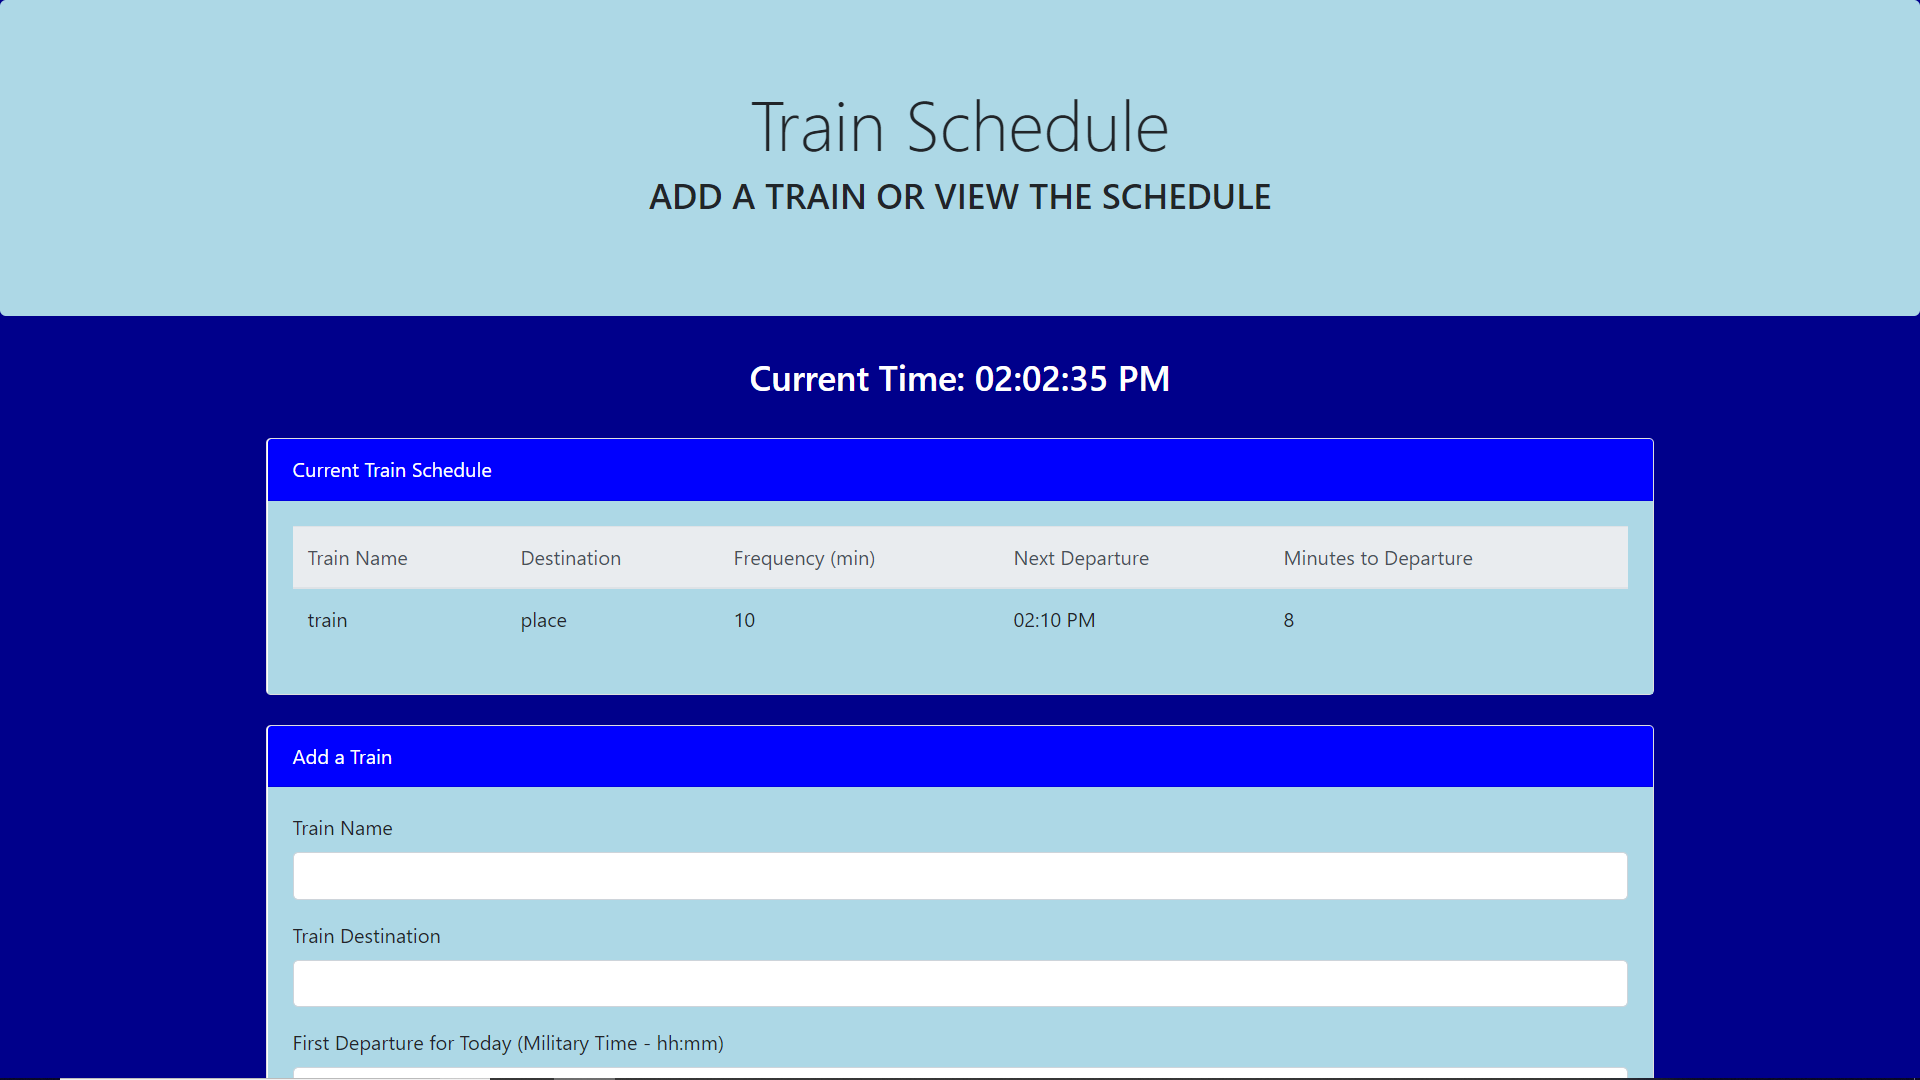 Train Schedule
ADD A TRAIN OR VIEW THE SCHEDULE
Current Time: 02:02:35 PM
Current Train Schedule
Train Name Destination Frequency (min) Next Departure Minutes to Departure
train place 10 02:10 PM 8
Add a Train
Train Name
Train Destination
First Departure for Today (Military Time - hh:mm)